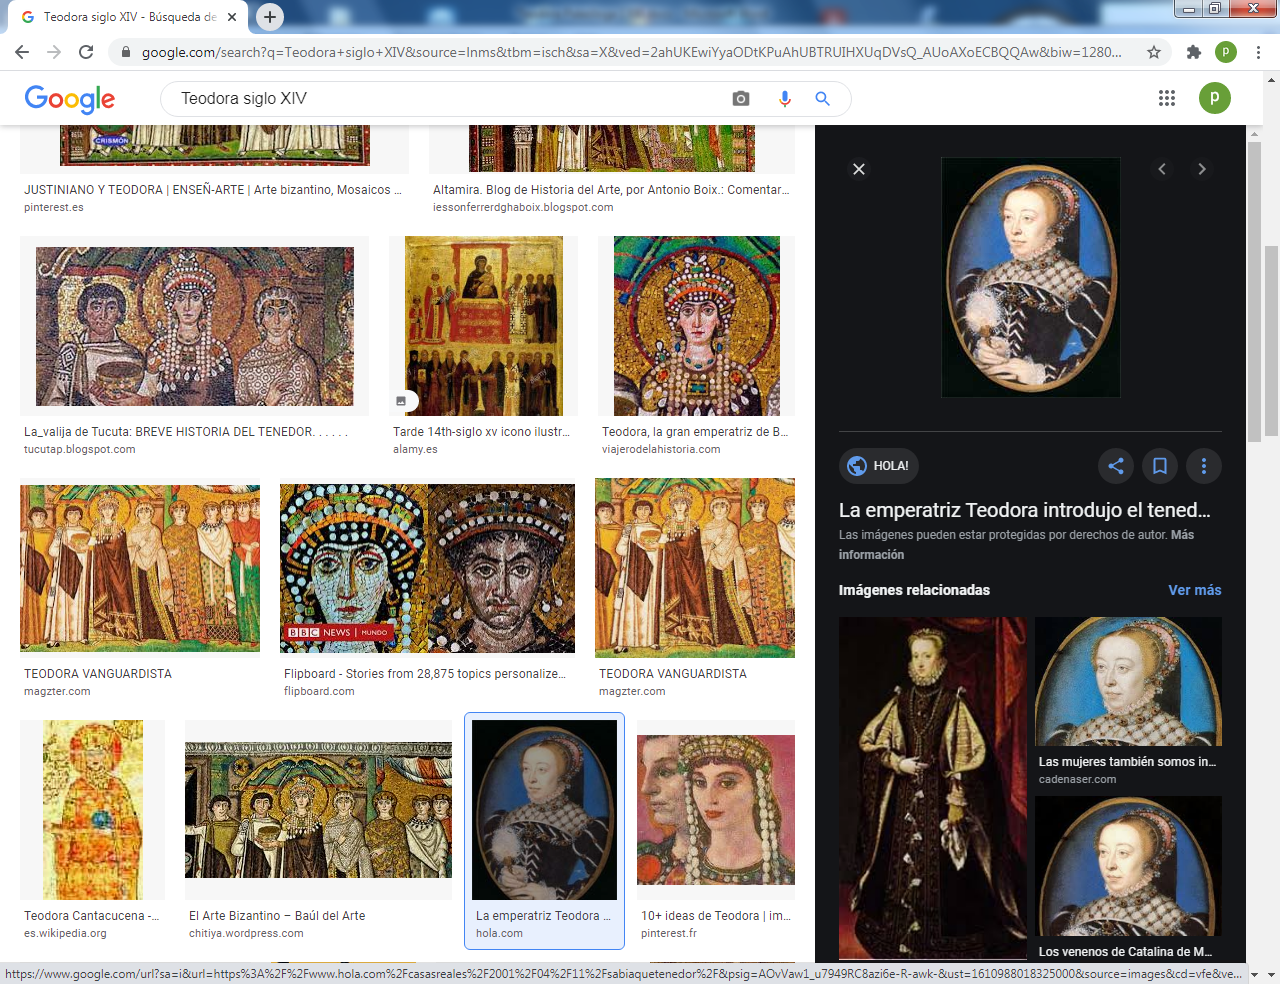 Teodora siglo XIV - Búsqueda de
google.com/search?q=Teodora+siglo+XIV&source=lnms&tbm=isch&sa=X&ved=2ahUKEwiYyaODtKPuAhUBTRUIHXUqDVsQ_AUoAXoECBQQAw&biw=1280...
P
Google
Teodora siglo XIV
p
CRISMÓN
JUSTINIANO Y TEODORA | ENSEÑ-ARTE | Arte bizantino, Mosaicos ...
pinterest.es
Altamira. Blog de Historia del Arte, por Antonio Boix.: Comentar...
iessonferrerdghaboix.blogspot.com
La_valija de Tucuta: BREVE HISTORIA DEL TENEDOR. . . . . .
tucutap.blogspot.com
Tarde 14th-siglo xv icono ilustr...
alamy.es
Teodora, la gran emperatriz de B...
viajerodelahistoria.com
TEODORA VANGUARDISTA
magzter.com
BBC NEWS | MUNDO
Flipboard - Stories from 28,875 topics personalize...
flipboard.com
TEODORA VANGUARDISTA
magzter.com
Teodora Cantacucena -...
es.wikipedia.org
El Arte Bizantino – Baúl del Arte
chitiya.wordpress.com
La emperatriz Teodora ...
hola.com
10+ ideas de Teodora | im...
pinterest.fr
HOLA!
La emperatriz Teodora introdujo el tened...
Las imágenes pueden estar protegidas por derechos de autor. Más
información
Imágenes relacionadas
Ver más
Las mujeres también somos in...
cadenaser.com
Los venenos de Catalina de M...
https://www.google.com/url?sa=i&url=https%3A%2F%2Fwww.hola.com%2Fcasasreales%2F2001%2F04%2F11%2Fsabiaquetenedor%2F&psig=AOvVaw1_u7949RC8azi6e-R-awk-&ust=1610988018325000&source=images&cd=vfe&ve...